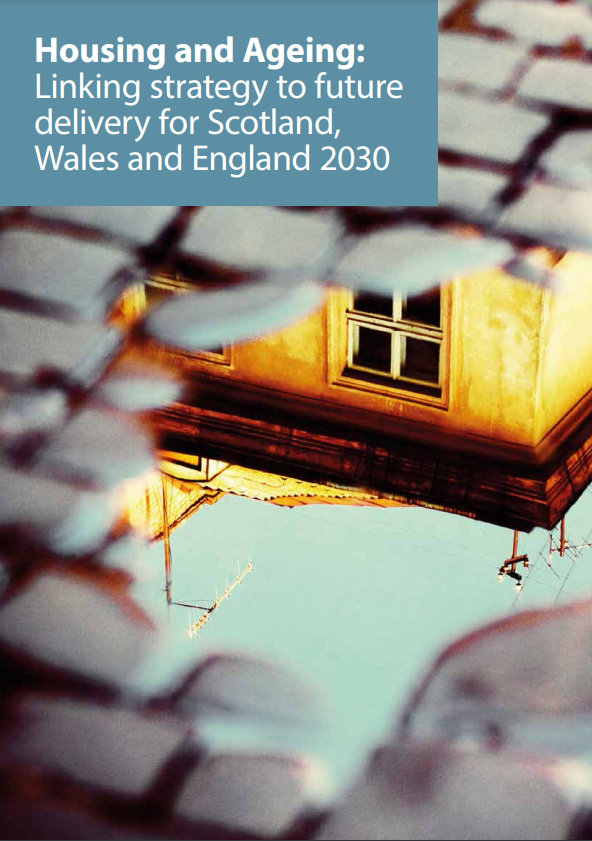 Housing and Ageing:
Linking strategy to future
delivery for Scotland,
Wales and England 2030